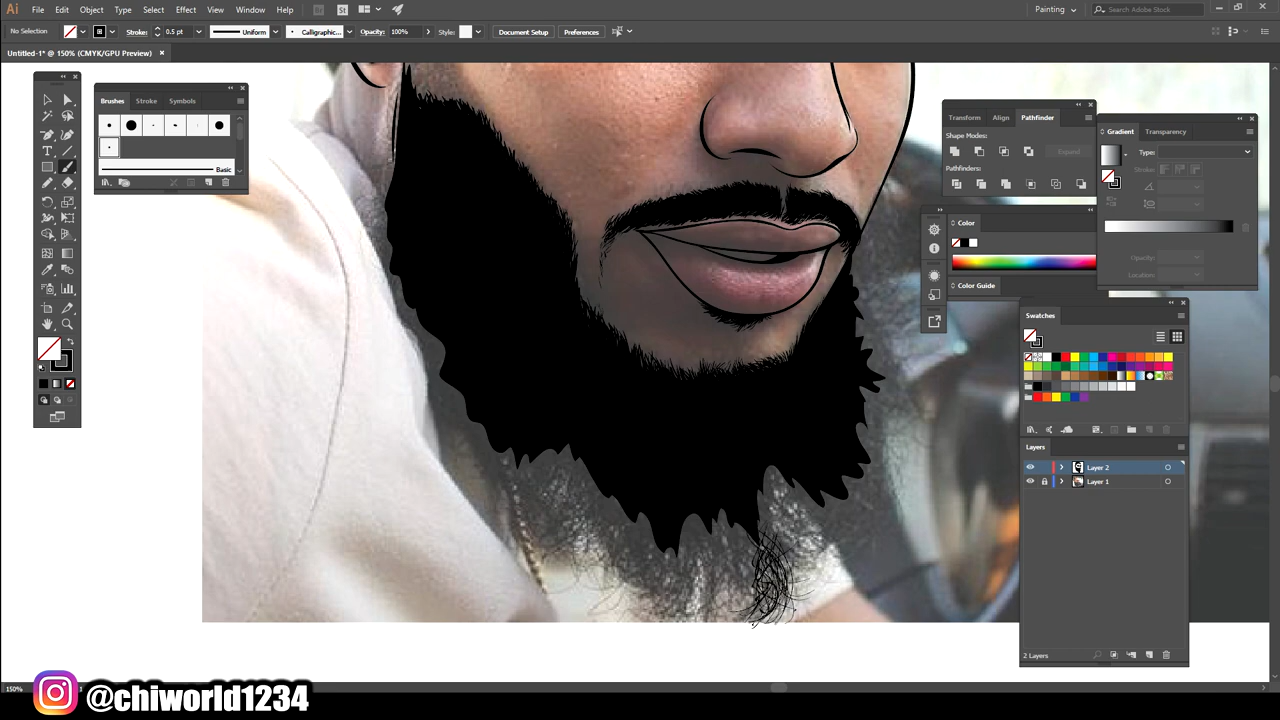 Ai File Edit Object Type Select Effect View Window Help Br St Painting Search Adobe Stock
No Selection Stroke: 0.5 pt Uniform Calligraphic... Opacity: 100% Style: Document Setup Preferences
Untitled-1* @ 150% (CMYK/GPU Preview) ×
Brushes Stroke Symbols
Basic
Transform Align Pathfinder
Shape Modes:
Expand
Pathfinders:
Gradient Transparency
Type:
Stroke:
Opacity:
Location:
Color
Color Guide
Swatches
Layers
Layer 2
Layer 1
2 Layers
150%
@chiworld1234